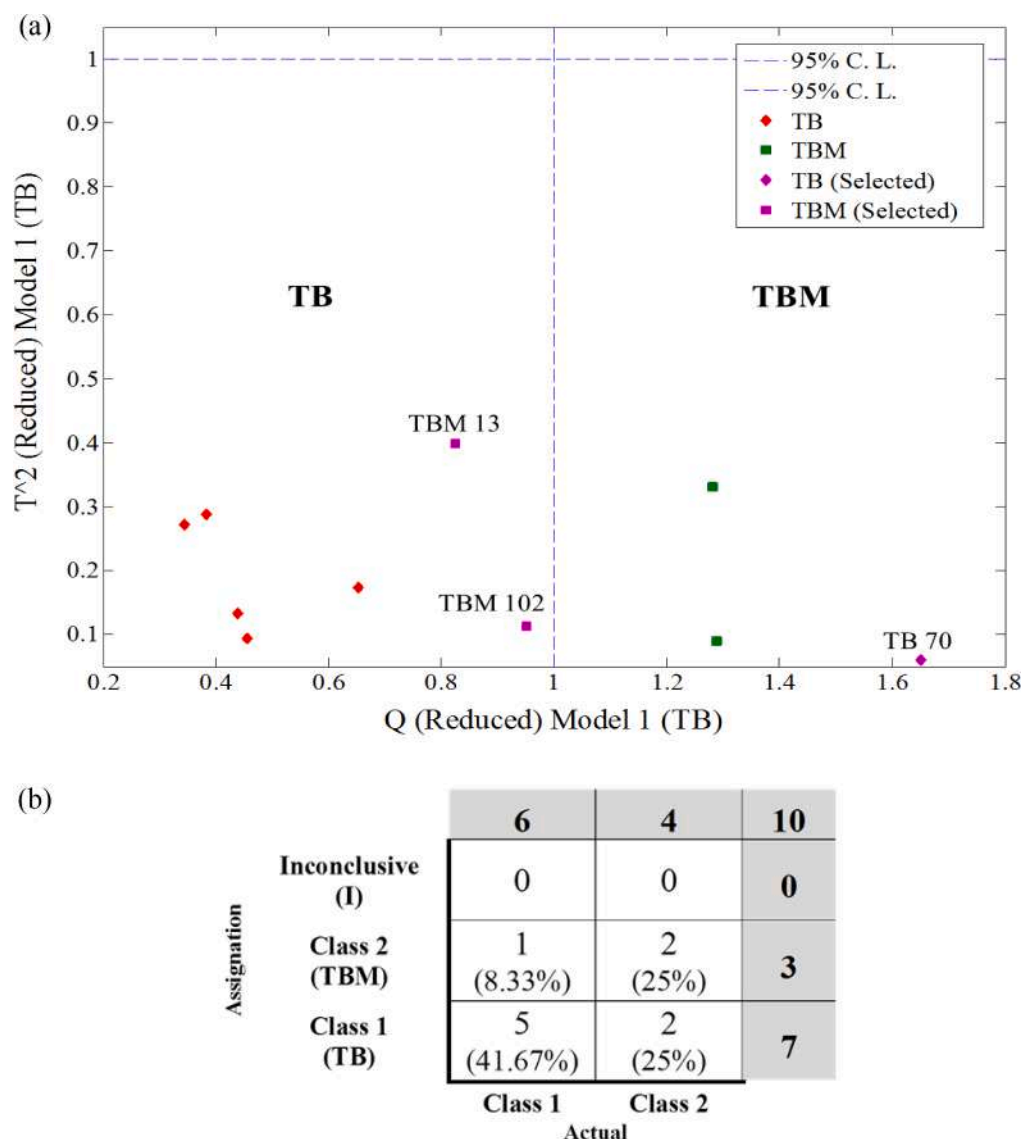 (a)
1
0.9
0.8
0.7
0.6
0.5
0.4
0.3
0.2
0.1
T^2 (Reduced) Model 1 (TB)
95% C. L.
95% C. L.
TB
TBM
TB (Selected)
TBM (Selected)
TB
TBM
TBM 13
TBM 102
TB 70
0.2 0.4 0.6 0.8 1 1.2 1.4 1.6 1.8
Q (Reduced) Model 1 (TB)
(b)
6 4 10
Inconclusive
(I)
0 0 0
Class 2
(TBM)
1 2 3
(8.33%) (25%)
Class 1
(TB)
5 2 7
(41.67%) (25%)
Assignation
Class 1 Class 2
Actual